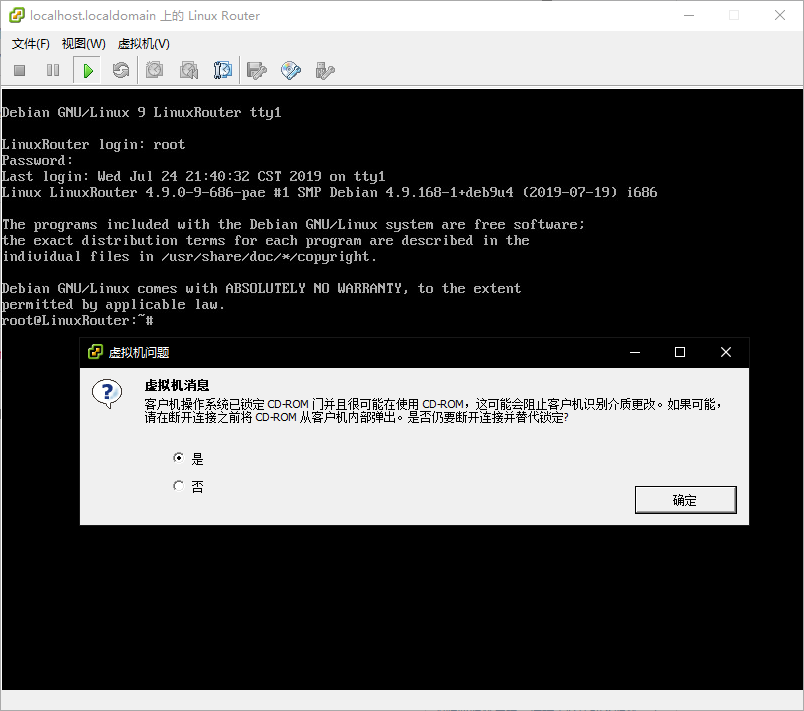 localhost.localdomain 上的 Linux Router
文件(F) 视图(W) 虚拟机(V)
Debian GNU/Linux 9 LinuxRouter tty1
LinuxRouter login: root
Password:
Last login: Wed Jul 24 21:40:32 CST 2019 on tty1
Linux LinuxRouter 4.9.0-9-686-pae #1 SMP Debian 4.9.168-1+deb9u4 (2019-07-19) i686
The programs included with the Debian GNU/Linux system are free software;
the exact distribution terms for each program are described in the
individual files in /usr/share/doc/*/copyright.
Debian GNU/Linux comes with ABSOLUTELY NO WARRANTY, to the extent
permitted by applicable law.
root@LinuxRouter:~#
虚拟机问题
虚拟机消息
客户机操作系统已锁定 CD-ROM 门并且很可能在使用 CD-ROM，这可能会阻止客户机识别介质更改。如果可能，
请在断开连接之前将 CD-ROM 从客户机内部弹出。是否仍要断开连接并替代锁定?
是
否
确定